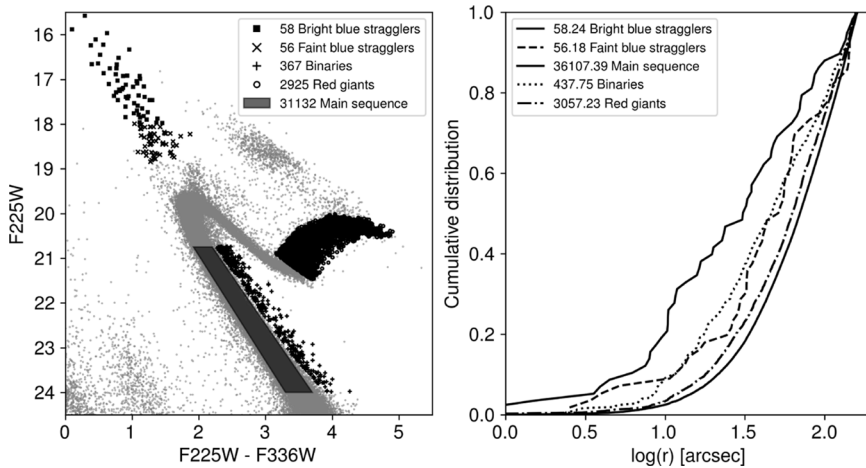 58 Bright blue stragglers
56 Faint blue stragglers
367 Binaries
2925 Red giants
31132 Main sequence
15
16
17
18
19
20
21
22
23
24
F225W
0 1 2 3 4 5
F225W - F336W
58.24 Bright blue stragglers
56.18 Faint blue stragglers
36107.39 Main sequence
437.75 Binaries
3057.23 Red giants
1.0
0.8
0.6
0.4
0.2
0.0
Cumulative distribution
0.0 0.5 1.0 1.5 2.0
log(r) [arcsec]